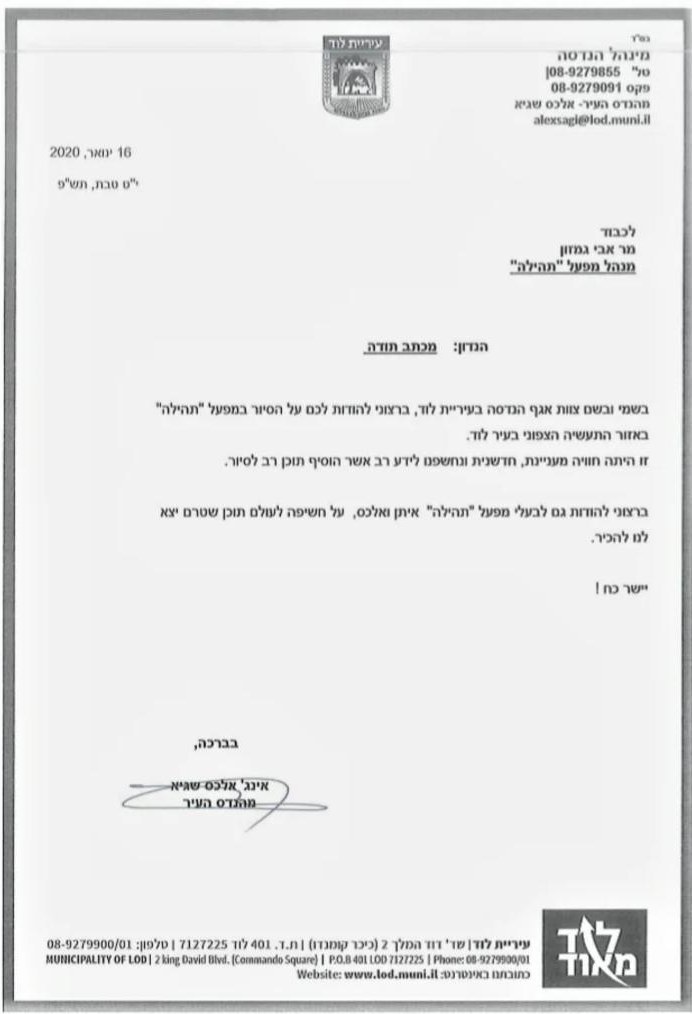 בס"ד
מינהל הנדסה
טל" 08-9279855|
פקס 08-9279091
מהנדס העיר- אלכס שגיא
alexsagi@lod.muni.il
עיריית לוד
16 ינואר, 2020
י"ט טבת, תש"פ
לכבוד
מר אבי גמזון
מנהל מפעל "תהילה"
הנדון: מכתב תודה
בשמי ובשם צוות אגף הנדסה בעיריית לוד, ברצוני להודות לכם על הסיור במפעל "תהילה"
באזור התעשיה הצפוני בעיר לוד.
זו היתה חוויה מעניינת, חדשנית ונחשפנו לידע רב אשר הוסיף תוכן רב לסיור.
ברצוני להודות גם לבעלי מפעל "תהילה" איתן ואלכס, על חשיפה לעולם תוכן שטרם יצא
לנו להכיר.
יישר כח !
בברכה,
אינג' אלכס שגיא
מהנדס העיר
לוד
מאוד
עיריית לוד | שד' דוד המלך 2 (כיכר קומנדו) | ת.ד. 401 לוד 7127225 | טלפון: 08-9279900/01
MUNICIPALITY OF LOD | 2 king David Blvd. (Commando Square) | P.O.B 401 LOD 7127225 | Phone: 08-9279900/01
כתובתנו באינטרנט: Website: www.lod.muni.il